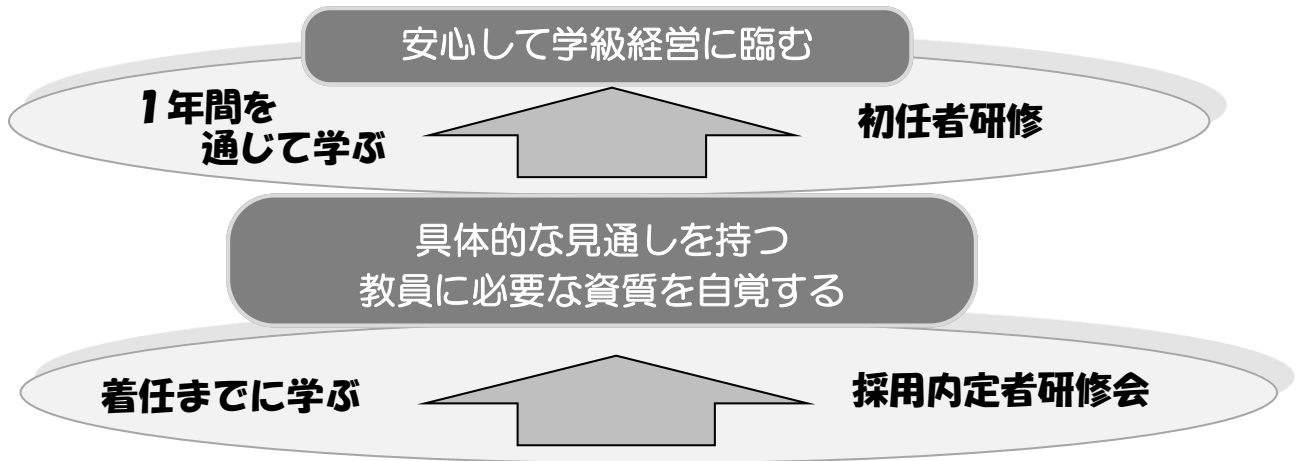 安心して学級経営に臨む
1年間を
通じて学ぶ
初任者研修
具体的な見通しを持つ
教員に必要な資質を自覚する
着任までに学ぶ
採用内定者研修会